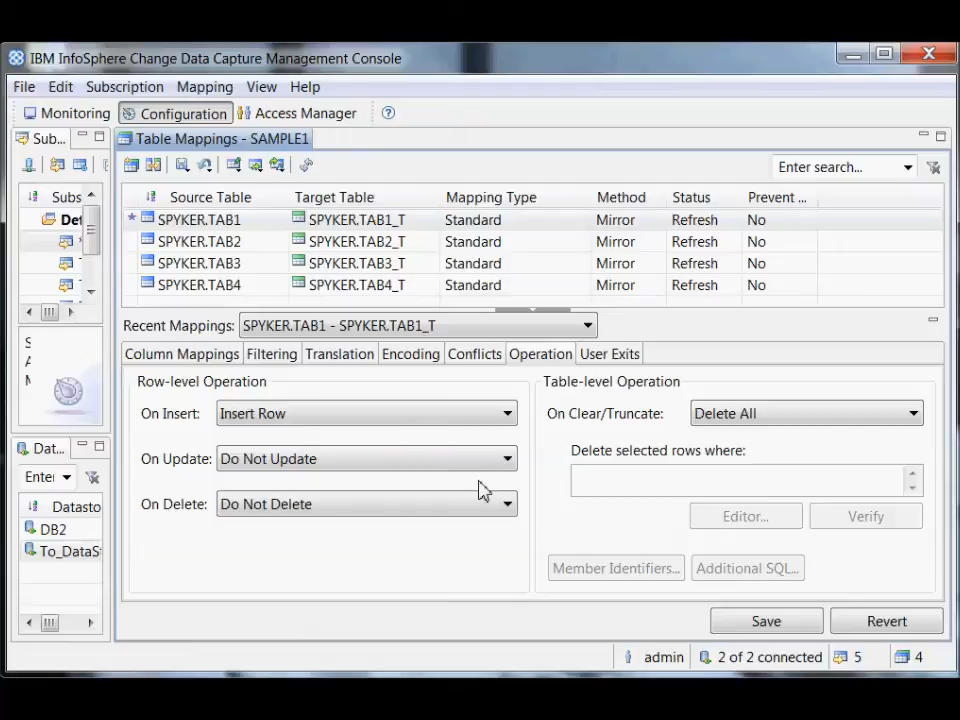 IBM InfoSphere Change Data Capture Management Console
File Edit Subscription Mapping View Help
Monitoring Configuration Access Manager
Sub... Table Mappings - SAMPLE1
Enter search...
Subs Source Table Target Table Mapping Type Method Status Prevent ...
De
SPYKER.TAB1 SPYKER.TAB1_T Standard Mirror Refresh No
SPYKER.TAB2 SPYKER.TAB2_T Standard Mirror Refresh No
SPYKER.TAB3 SPYKER.TAB3_T Standard Mirror Refresh No
SPYKER.TAB4 SPYKER.TAB4_T Standard Mirror Refresh No
Recent Mappings: SPYKER.TAB1 - SPYKER.TAB1_T
Column Mappings Filtering Translation Encoding Conflicts Operation User Exits
Row-level Operation Table-level Operation
On Insert: Insert Row On Clear/Truncate: Delete All
Delete selected rows where:
On Update: Do Not Update
On Delete: Do Not Delete
Editor... Verify
Member Identifiers... Additional SQL...
Dat...
Enter
Datasto
DB2
To_DataS
Save Revert
admin 2 of 2 connected 5 4